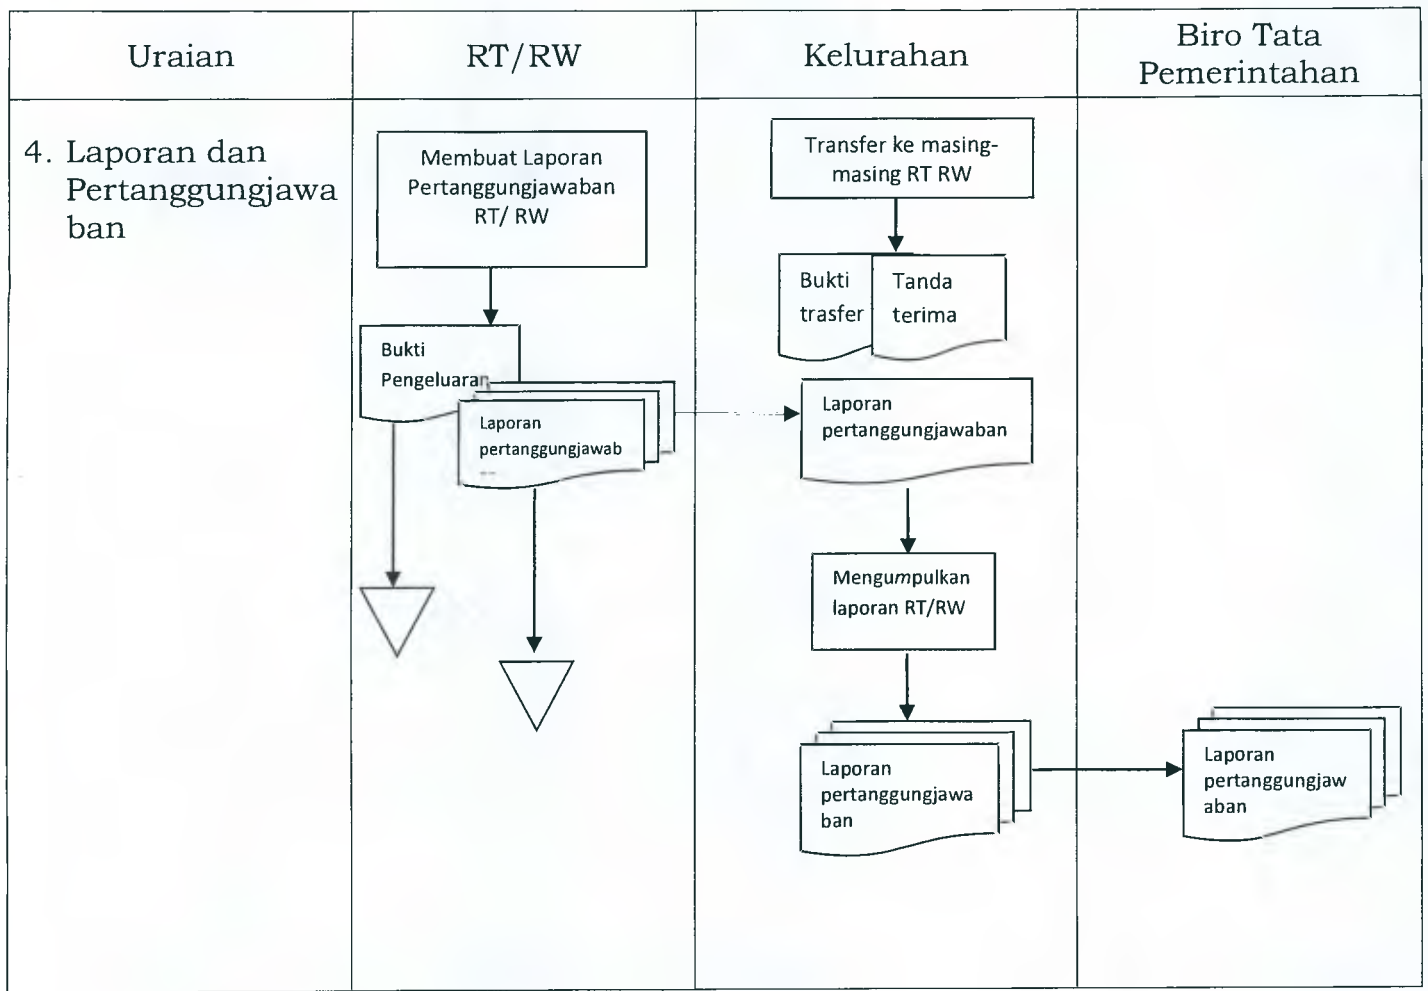 Uraian
RT/RW
Kelurahan
Biro Tata
Pemerintahan
4. Laporan dan
Pertanggungjawa
ban
Membuat Laporan
Pertanggungjawaban
RT/ RW
Bukti
Pengeluaran
Laporan
pertanggungjawab
Transfer ke masing-
masing RT RW
Bukti
trasfer
Tanda
terima
Laporan
pertanggungjawaban
Mengumpulkan
laporan RT/RW
Laporan
pertanggungjawa
ban
Laporan
pertanggungjaw
aban